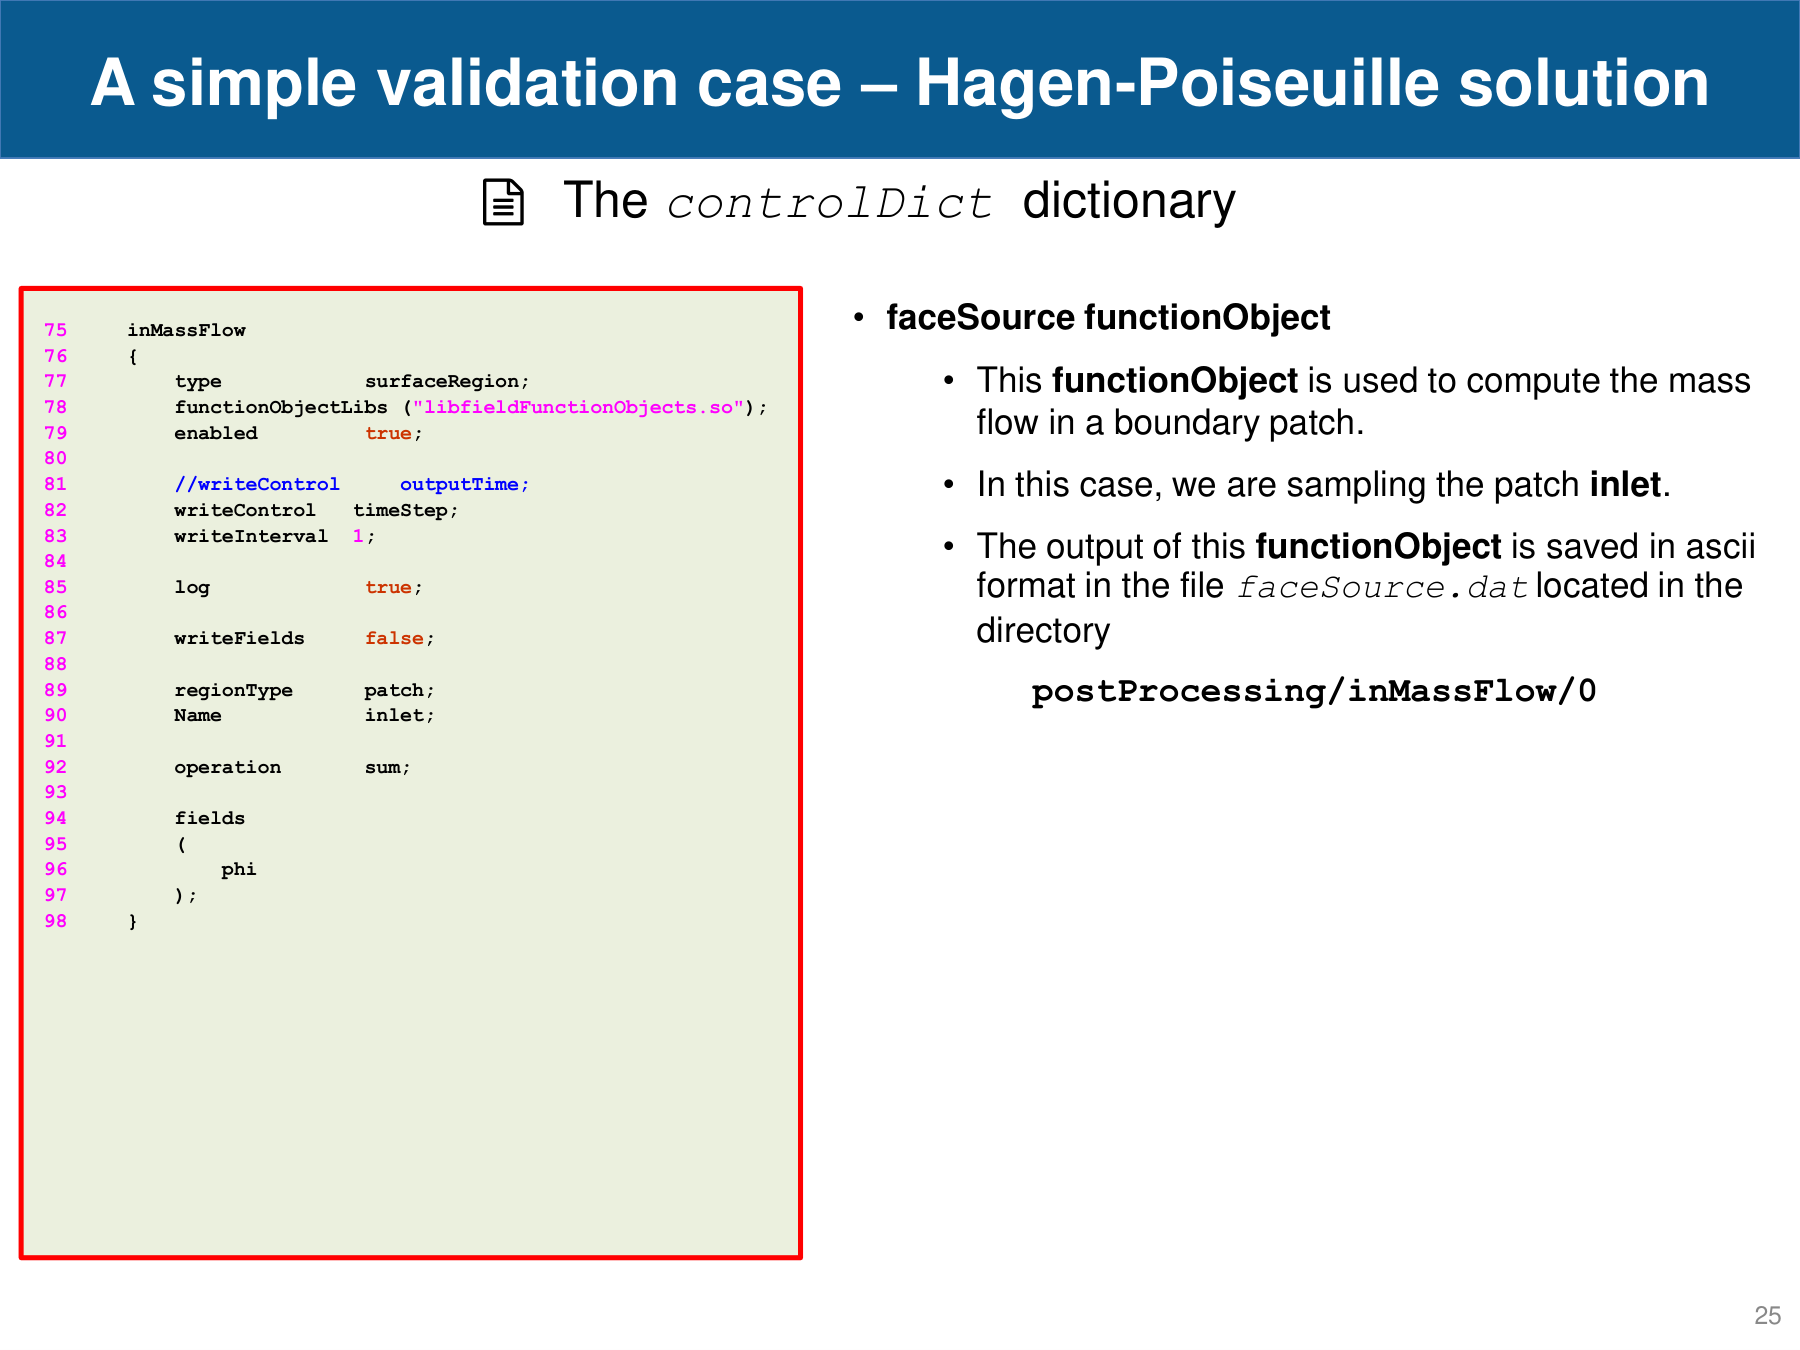 A simple validation case – Hagen-Poiseuille solution
The controlDict dictionary
75     inMassFlow
76     {
77         type            surfaceRegion;
78         functionObjectLibs ("libfieldFunctionObjects.so");
79         enabled         true;
80
81         //writeControl     outputTime;
82         writeControl   timeStep;
83         writeInterval  1;
84
85         log             true;
86
87         writeFields     false;
88
89         regionType      patch;
90         Name            inlet;
91
92         operation       sum;
93
94         fields
95         (
96             phi
97         );
98     }
• faceSource functionObject
• This functionObject is used to compute the mass
flow in a boundary patch.
• In this case, we are sampling the patch inlet.
• The output of this functionObject is saved in ascii
format in the file faceSource.dat located in the
directory
postProcessing/inMassFlow/0
25